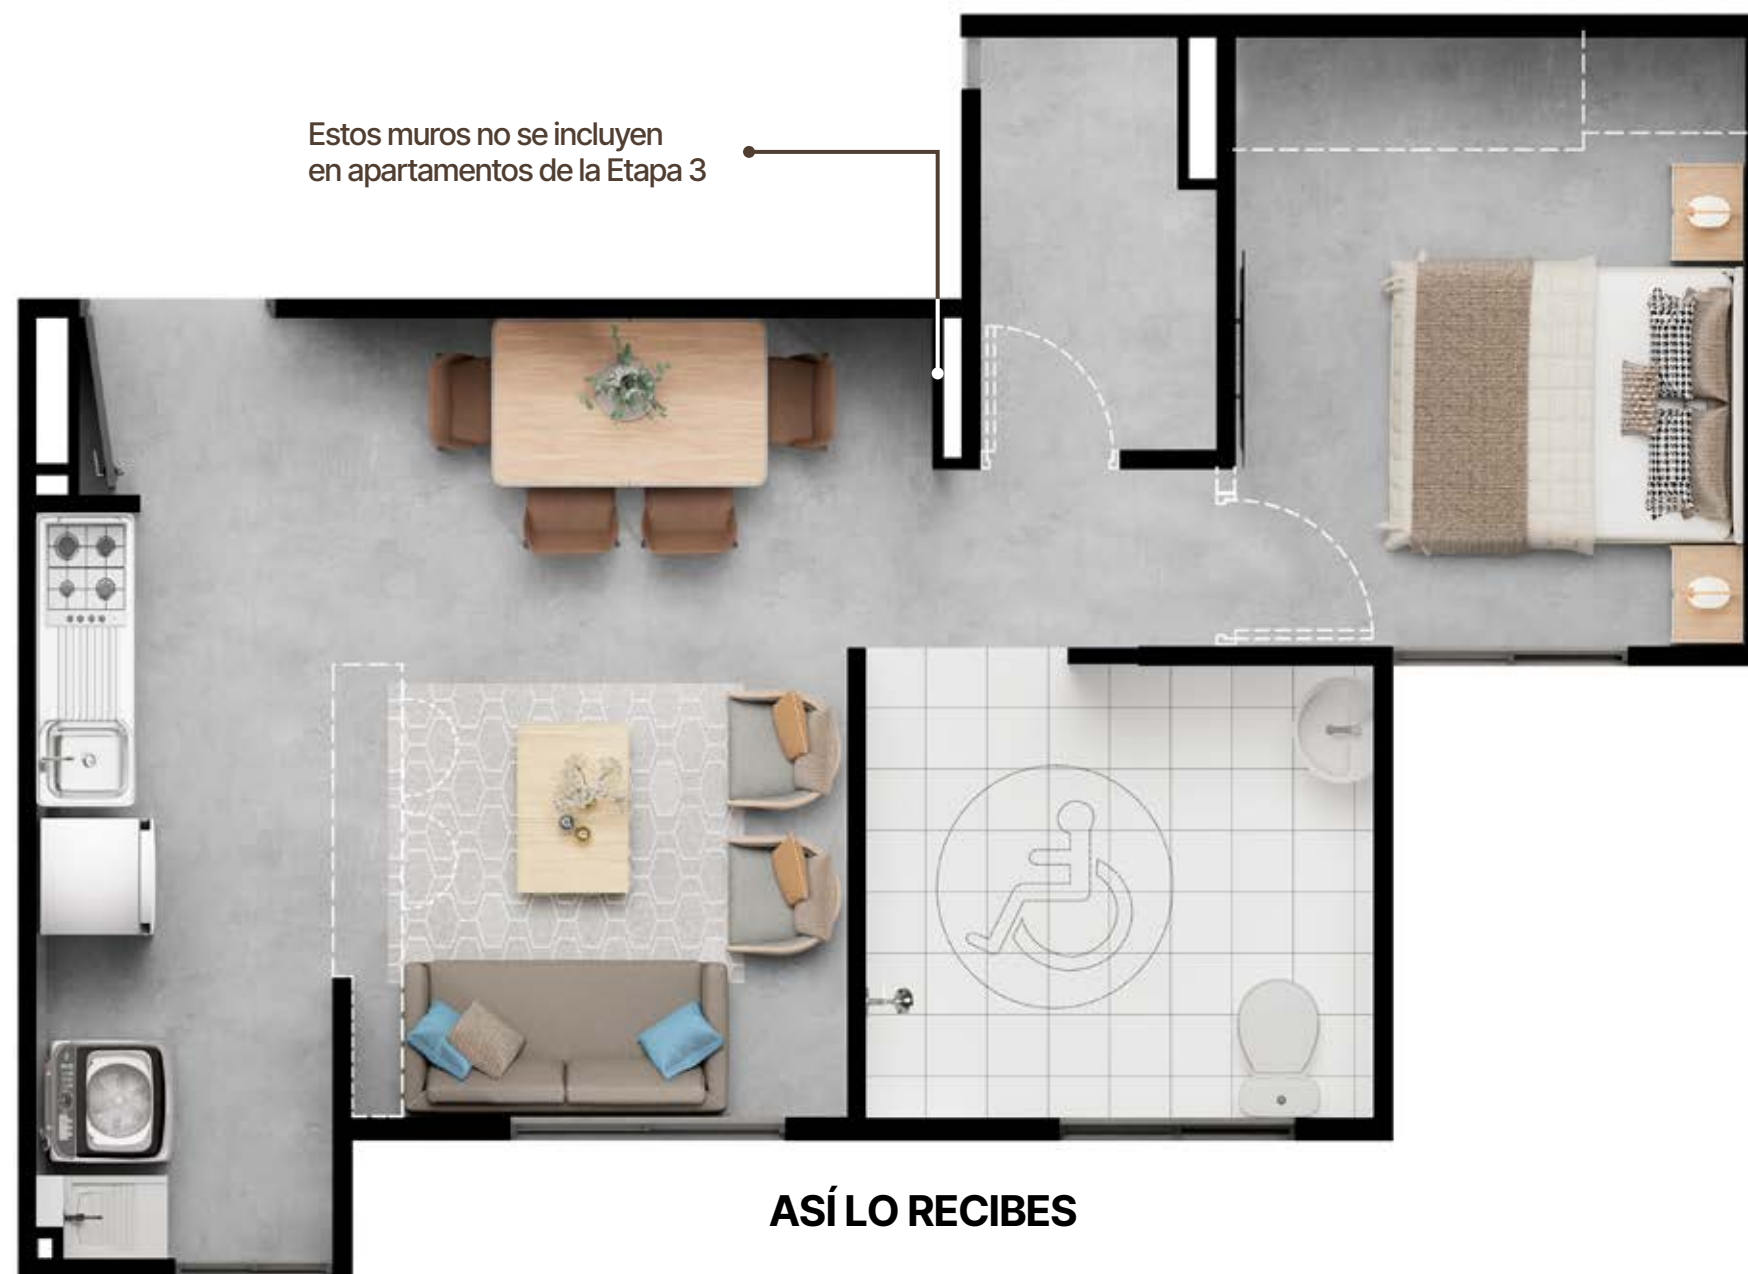 Estos muros no se incluyen
en apartamentos de la Etapa 3
ASÍ LO RECIBES